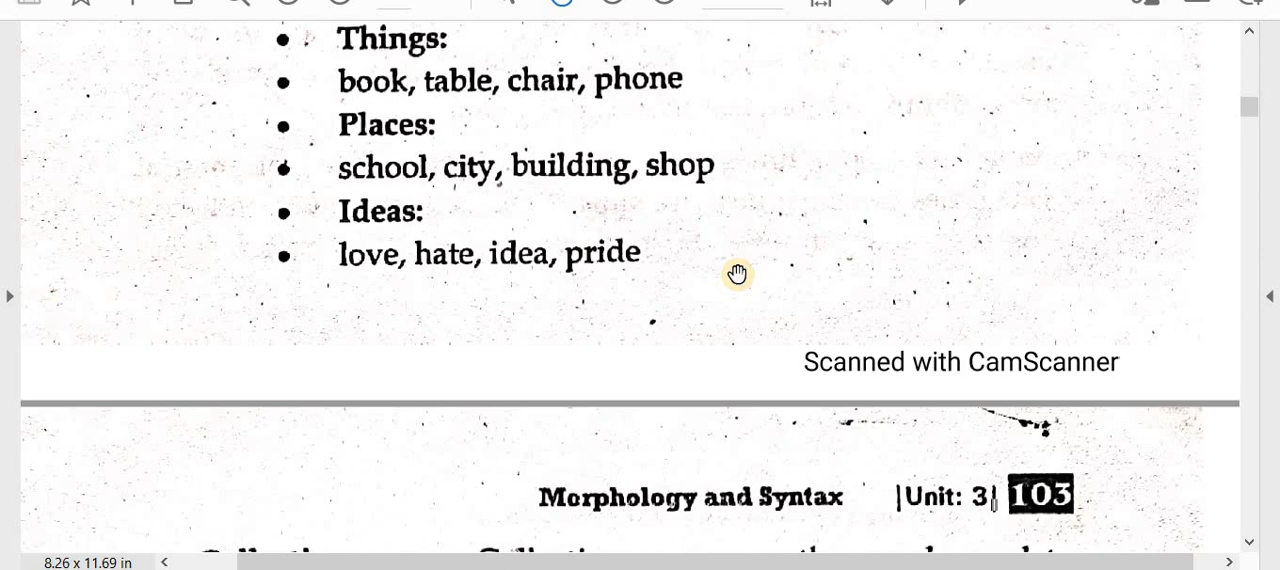 • Things:
• book, table, chair, phone
• Places:
• school, city, building, shop
• Ideas:
• love, hate, idea, pride
Scanned with CamScanner
Morphology and Syntax |Unit: 3| 103
8.26 x 11.69 in